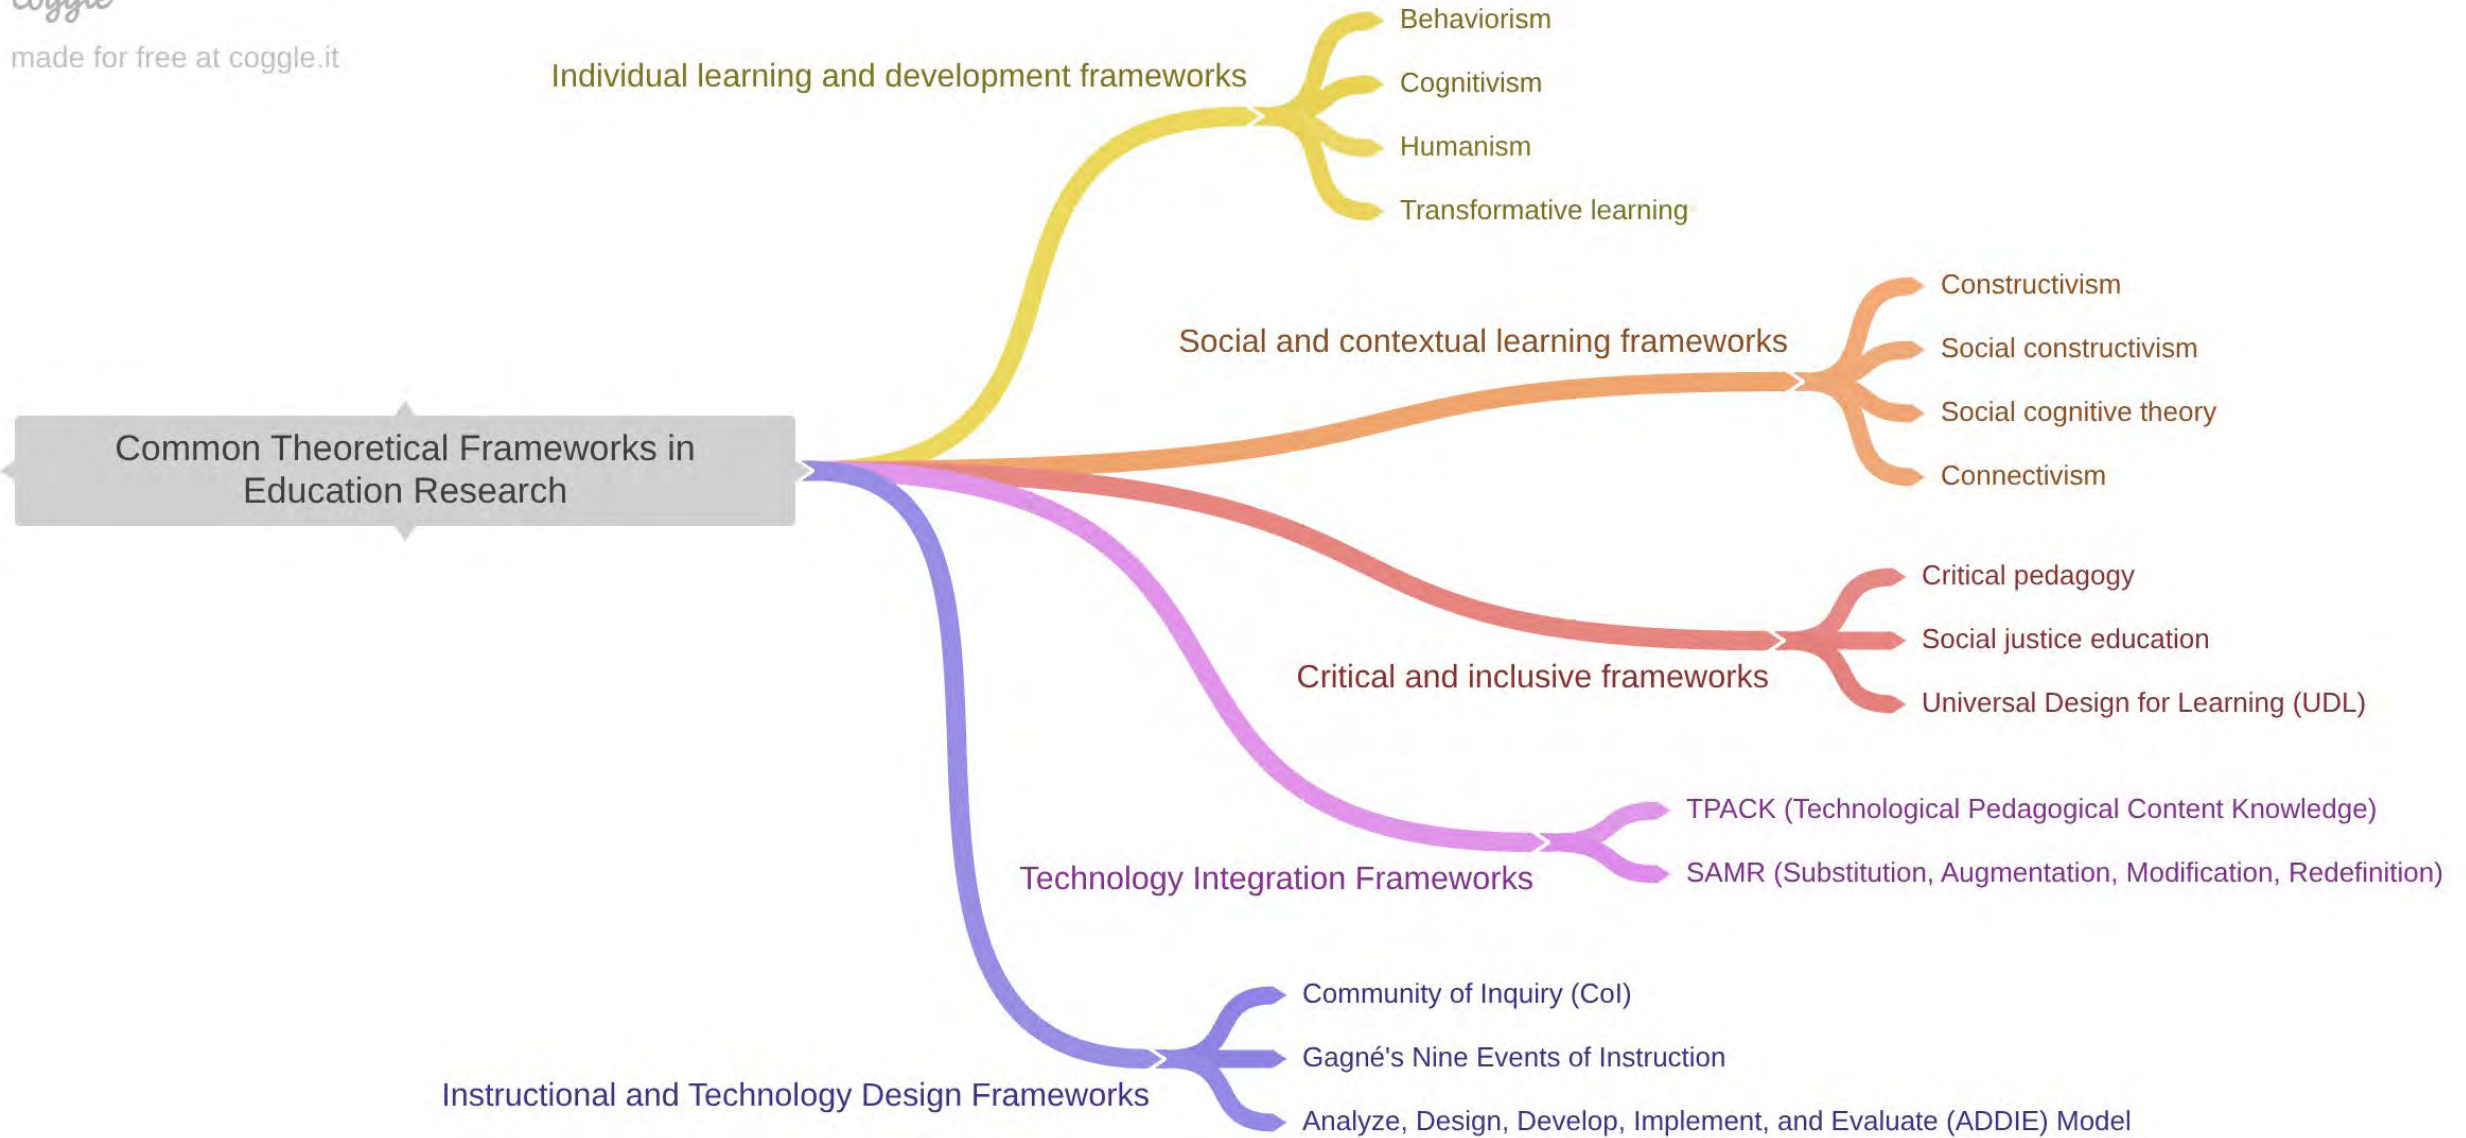 made for free at coggle.it
Common Theoretical Frameworks in
Education Research
Individual learning and development frameworks
Behaviorism
Cognitivism
Humanism
Transformative learning
Social and contextual learning frameworks
Constructivism
Social constructivism
Social cognitive theory
Connectivism
Critical and inclusive frameworks
Critical pedagogy
Social justice education
Universal Design for Learning (UDL)
Technology Integration Frameworks
TPACK (Technological Pedagogical Content Knowledge)
SAMR (Substitution, Augmentation, Modification, Redefinition)
Instructional and Technology Design Frameworks
Community of Inquiry (CoI)
Gagné's Nine Events of Instruction
Analyze, Design, Develop, Implement, and Evaluate (ADDIE) Model